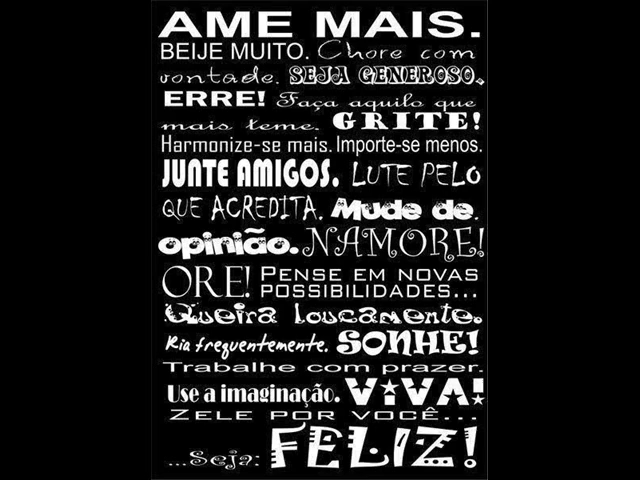 AME MAIS.
BEIJE MUITO. Chore com
vontade. SEJA GENEROSO.
ERRE! Faça aquilo que
mais teme. GRITE!
Harmonize-se mais. Importe-se menos.
JUNTE AMIGOS. LUTE PELO
QUE ACREDITA. Mude de.
opinião. NAMORE!
ORE! PENSE EM NOVAS
POSSIBILIDADES...
Queira loucamente.
Ria frequentemente. SONHE!
Trabalhe com prazer.
Use a imaginação. VIVA!
ZELE POR VOCÊ...
...Seja: FELIZ!